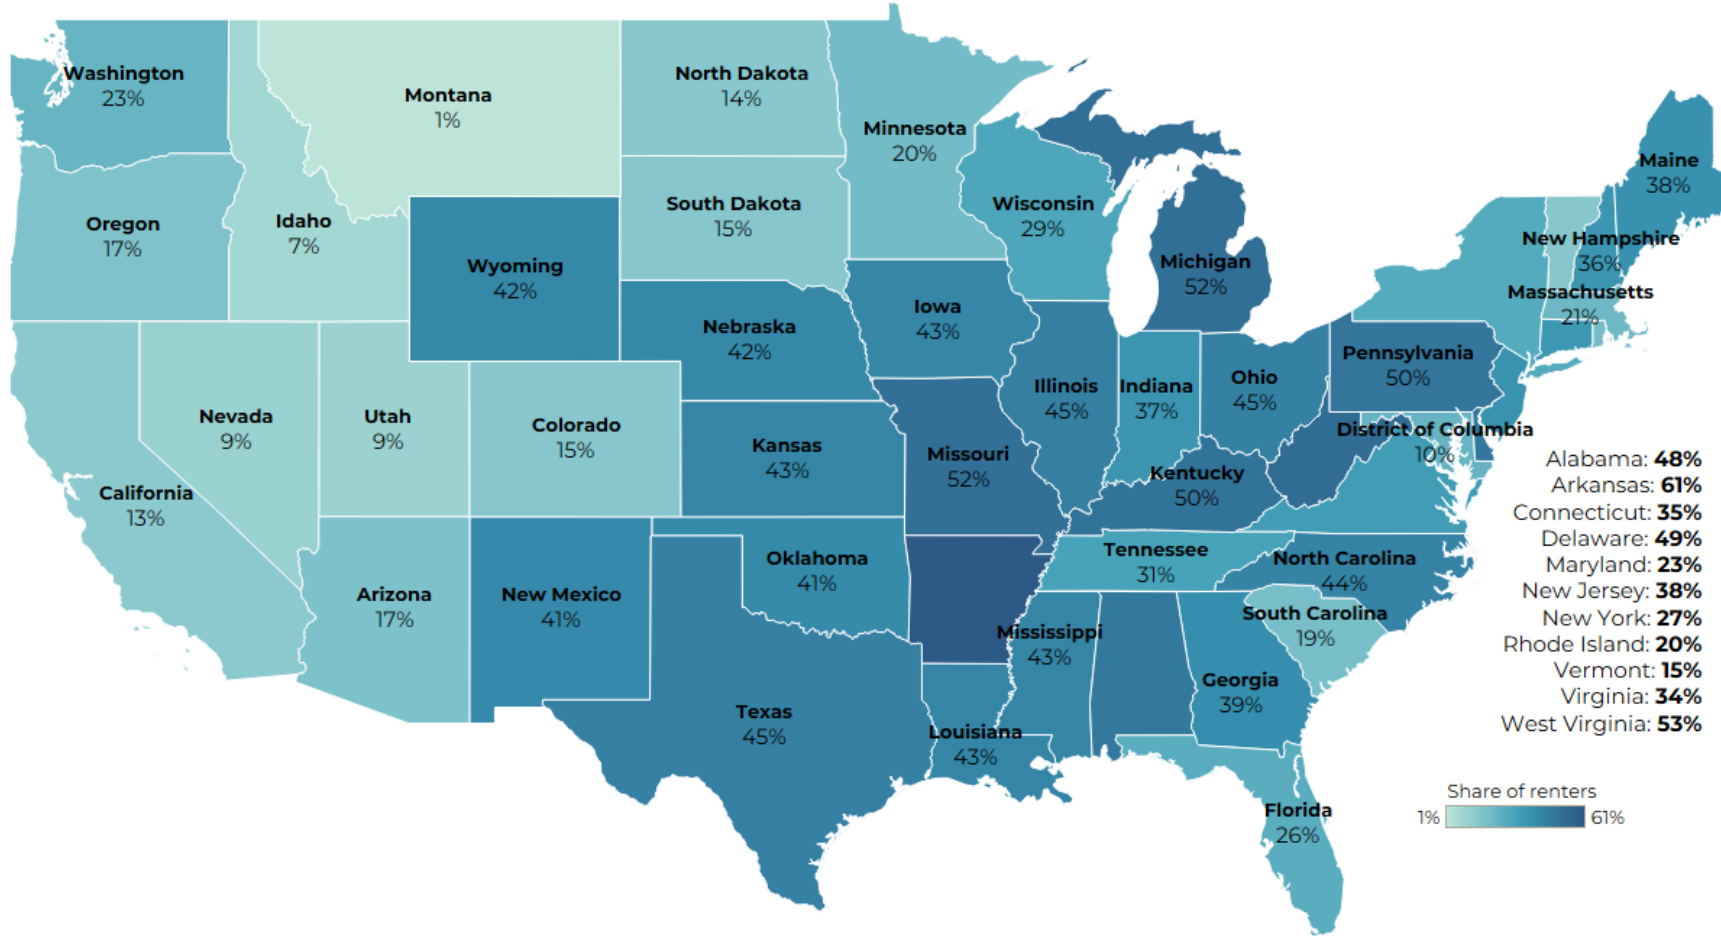 Washington
23%
Montana
1%
North Dakota
14%
Minnesota
20%
Maine
38%
Oregon
17%
Idaho
7%
Wyoming
42%
South Dakota
15%
Wisconsin
29%
Michigan
52%
New Hampshire
36%
Massachusetts
21%
Nebraska
42%
Iowa
43%
Illinois
45%
Indiana
37%
Ohio
45%
Pennsylvania
50%
Nevada
9%
Utah
9%
Colorado
15%
Kansas
43%
Missouri
52%
Kentucky
50%
District of Columbia
10%
California
13%
Arizona
17%
New Mexico
41%
Oklahoma
41%
Tennessee
31%
North Carolina
44%
South Carolina
19%
Mississippi
43%
Georgia
39%
Texas
45%
Louisiana
43%
Florida
26%
Alabama: 48%
Arkansas: 61%
Connecticut: 35%
Delaware: 49%
Maryland: 23%
New Jersey: 38%
New York: 27%
Rhode Island: 20%
Vermont: 15%
Virginia: 34%
West Virginia: 53%
Share of renters
1% 61%